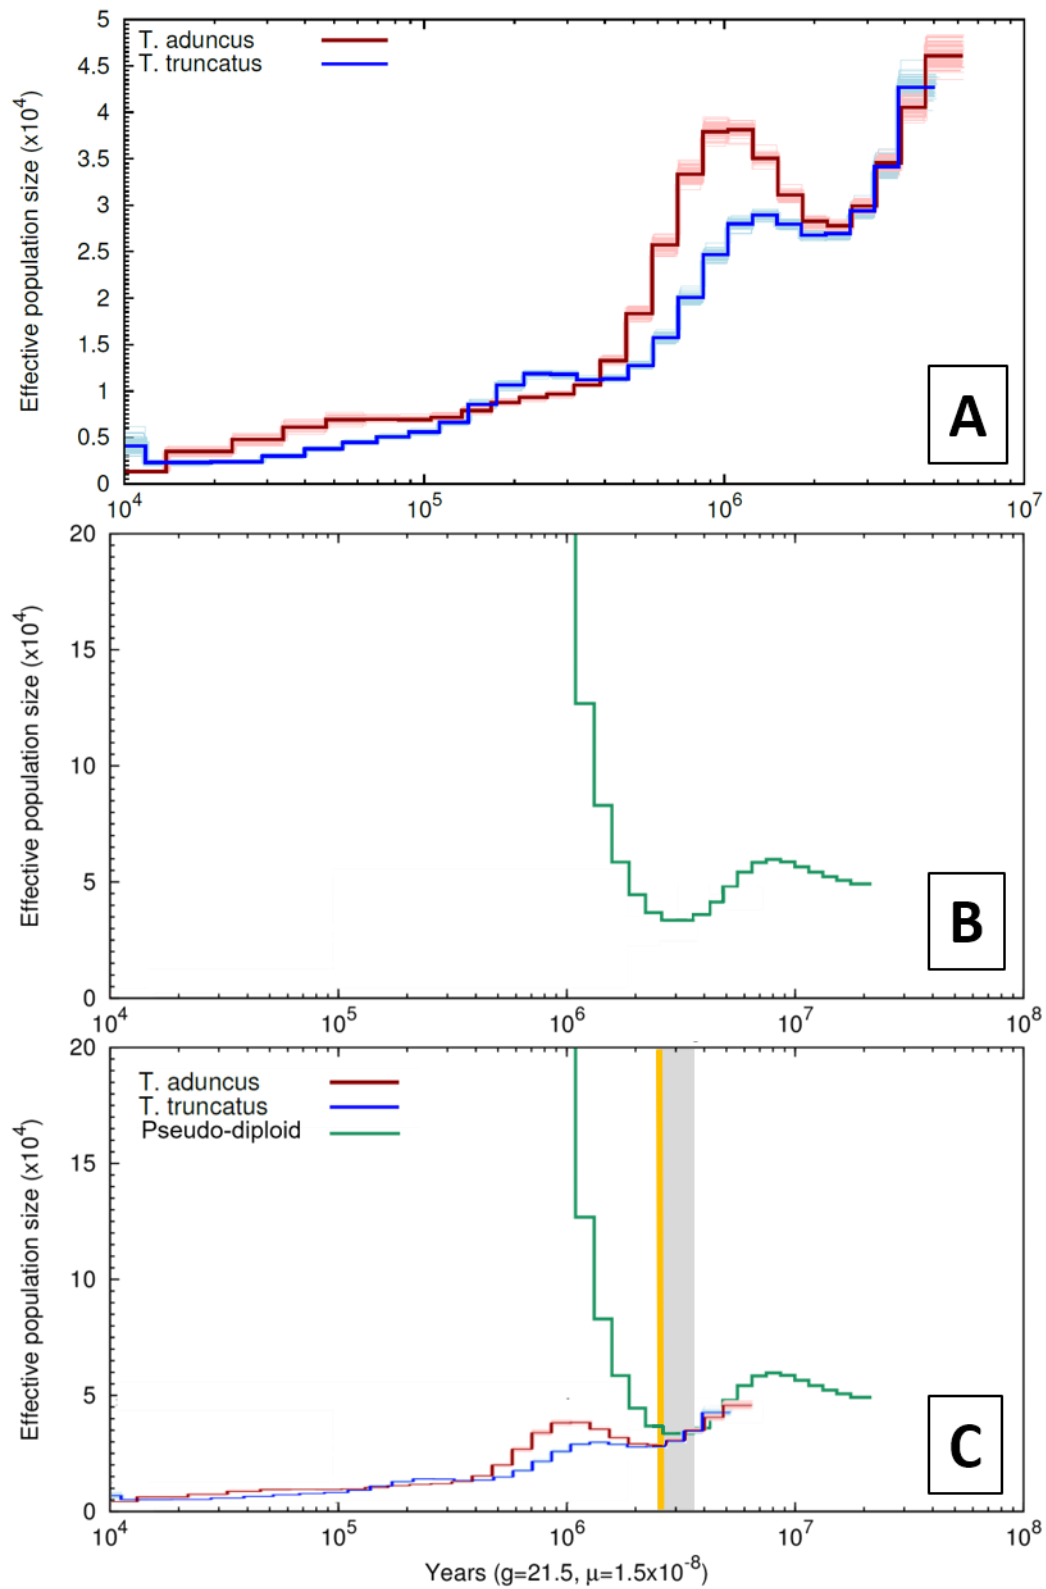 5
4.5
4
3.5
3
2.5
2
1.5
1
0.5
0
Effective population size (x10⁴)
T. aduncus
T. truncatus
A
10⁴ 10⁵ 10⁶ 10⁷
20
15
10
5
0
Effective population size (x10⁴)
B
10⁴ 10⁵ 10⁶ 10⁷ 10⁸
20
15
10
5
0
Effective population size (x10⁴)
T. aduncus
T. truncatus
Pseudo-diploid
C
10⁴ 10⁵ 10⁶ 10⁷ 10⁸
Years (g=21.5, μ=1.5x10⁻⁸)